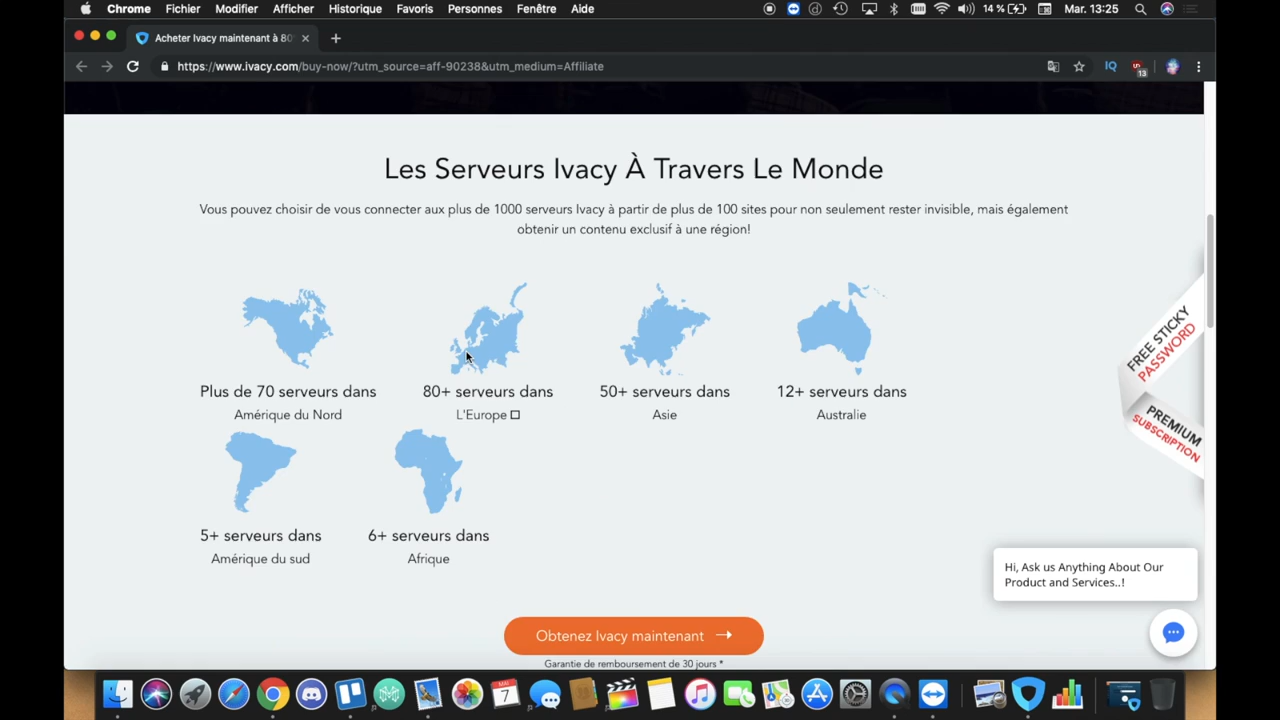 Chrome Fichier Modifier Afficher Historique Favoris Personnes Fenêtre Aide 14 % Mar. 13:25
Acheter Ivacy maintenant à 80
https://www.ivacy.com/buy-now/?utm_source=aff-90238&utm_medium=Affiliate
IQ
13
Les Serveurs Ivacy À Travers Le Monde
Vous pouvez choisir de vous connecter aux plus de 1000 serveurs Ivacy à partir de plus de 100 sites pour non seulement rester invisible, mais également
obtenir un contenu exclusif à une région!
FREE STICKY
PASSWORD
PREMIUM
SUBSCRIPTION
Plus de 70 serveurs dans
Amérique du Nord
80+ serveurs dans
L'Europe
50+ serveurs dans
Asie
12+ serveurs dans
Australie
5+ serveurs dans
Amérique du sud
6+ serveurs dans
Afrique
Hi, Ask us Anything About Our
Product and Services..!
Obtenez Ivacy maintenant →
Garantie de remboursement de 30 jours *
7